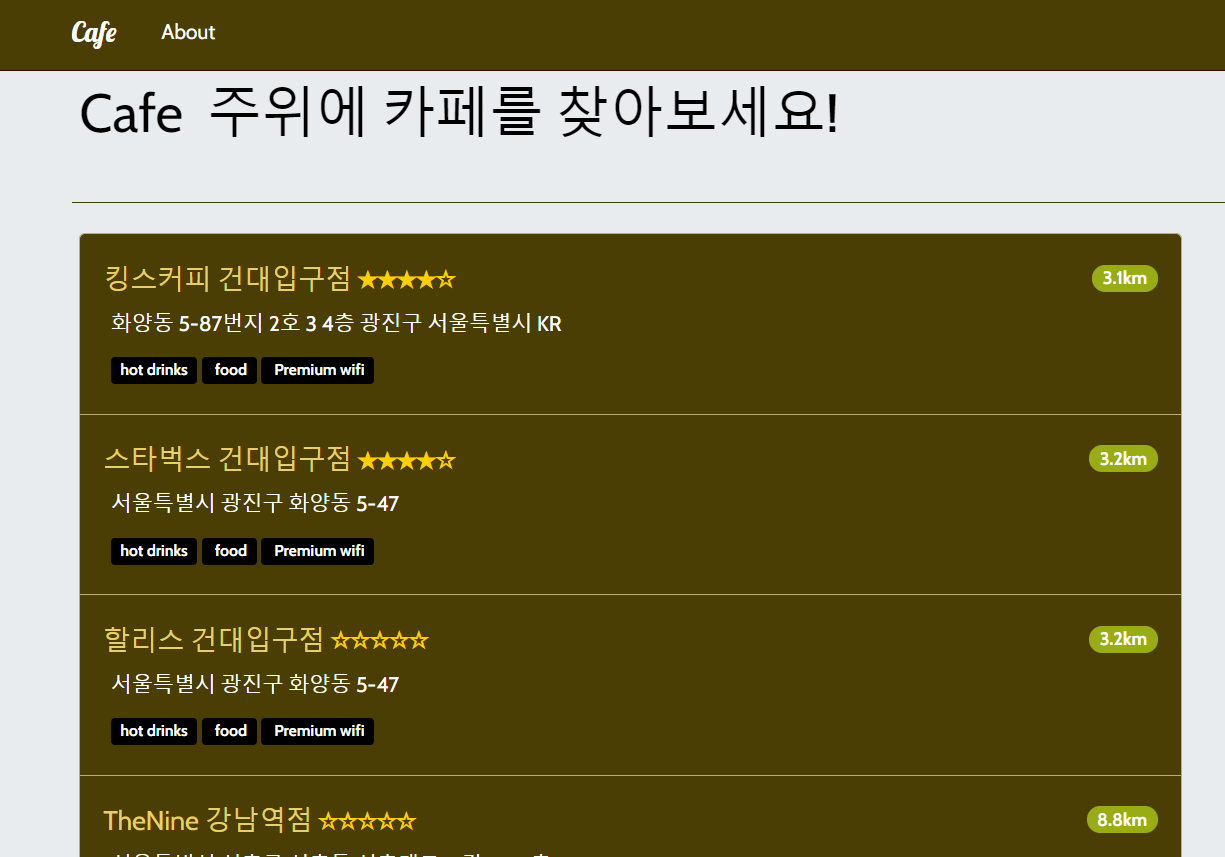 Cafe About
Cafe 주위에 카페를 찾아보세요!
킹스커피 건대입구점 ★★★★☆ 3.1km
화양동 5-87번지 2호 3 4층 광진구 서울특별시 KR
hot drinks food Premium wifi
스타벅스 건대입구점 ★★★★☆ 3.2km
서울특별시 광진구 화양동 5-47
hot drinks food Premium wifi
할리스 건대입구점 ☆☆☆☆☆ 3.2km
서울특별시 광진구 화양동 5-47
hot drinks food Premium wifi
TheNine 강남역점 ☆☆☆☆☆ 8.8km